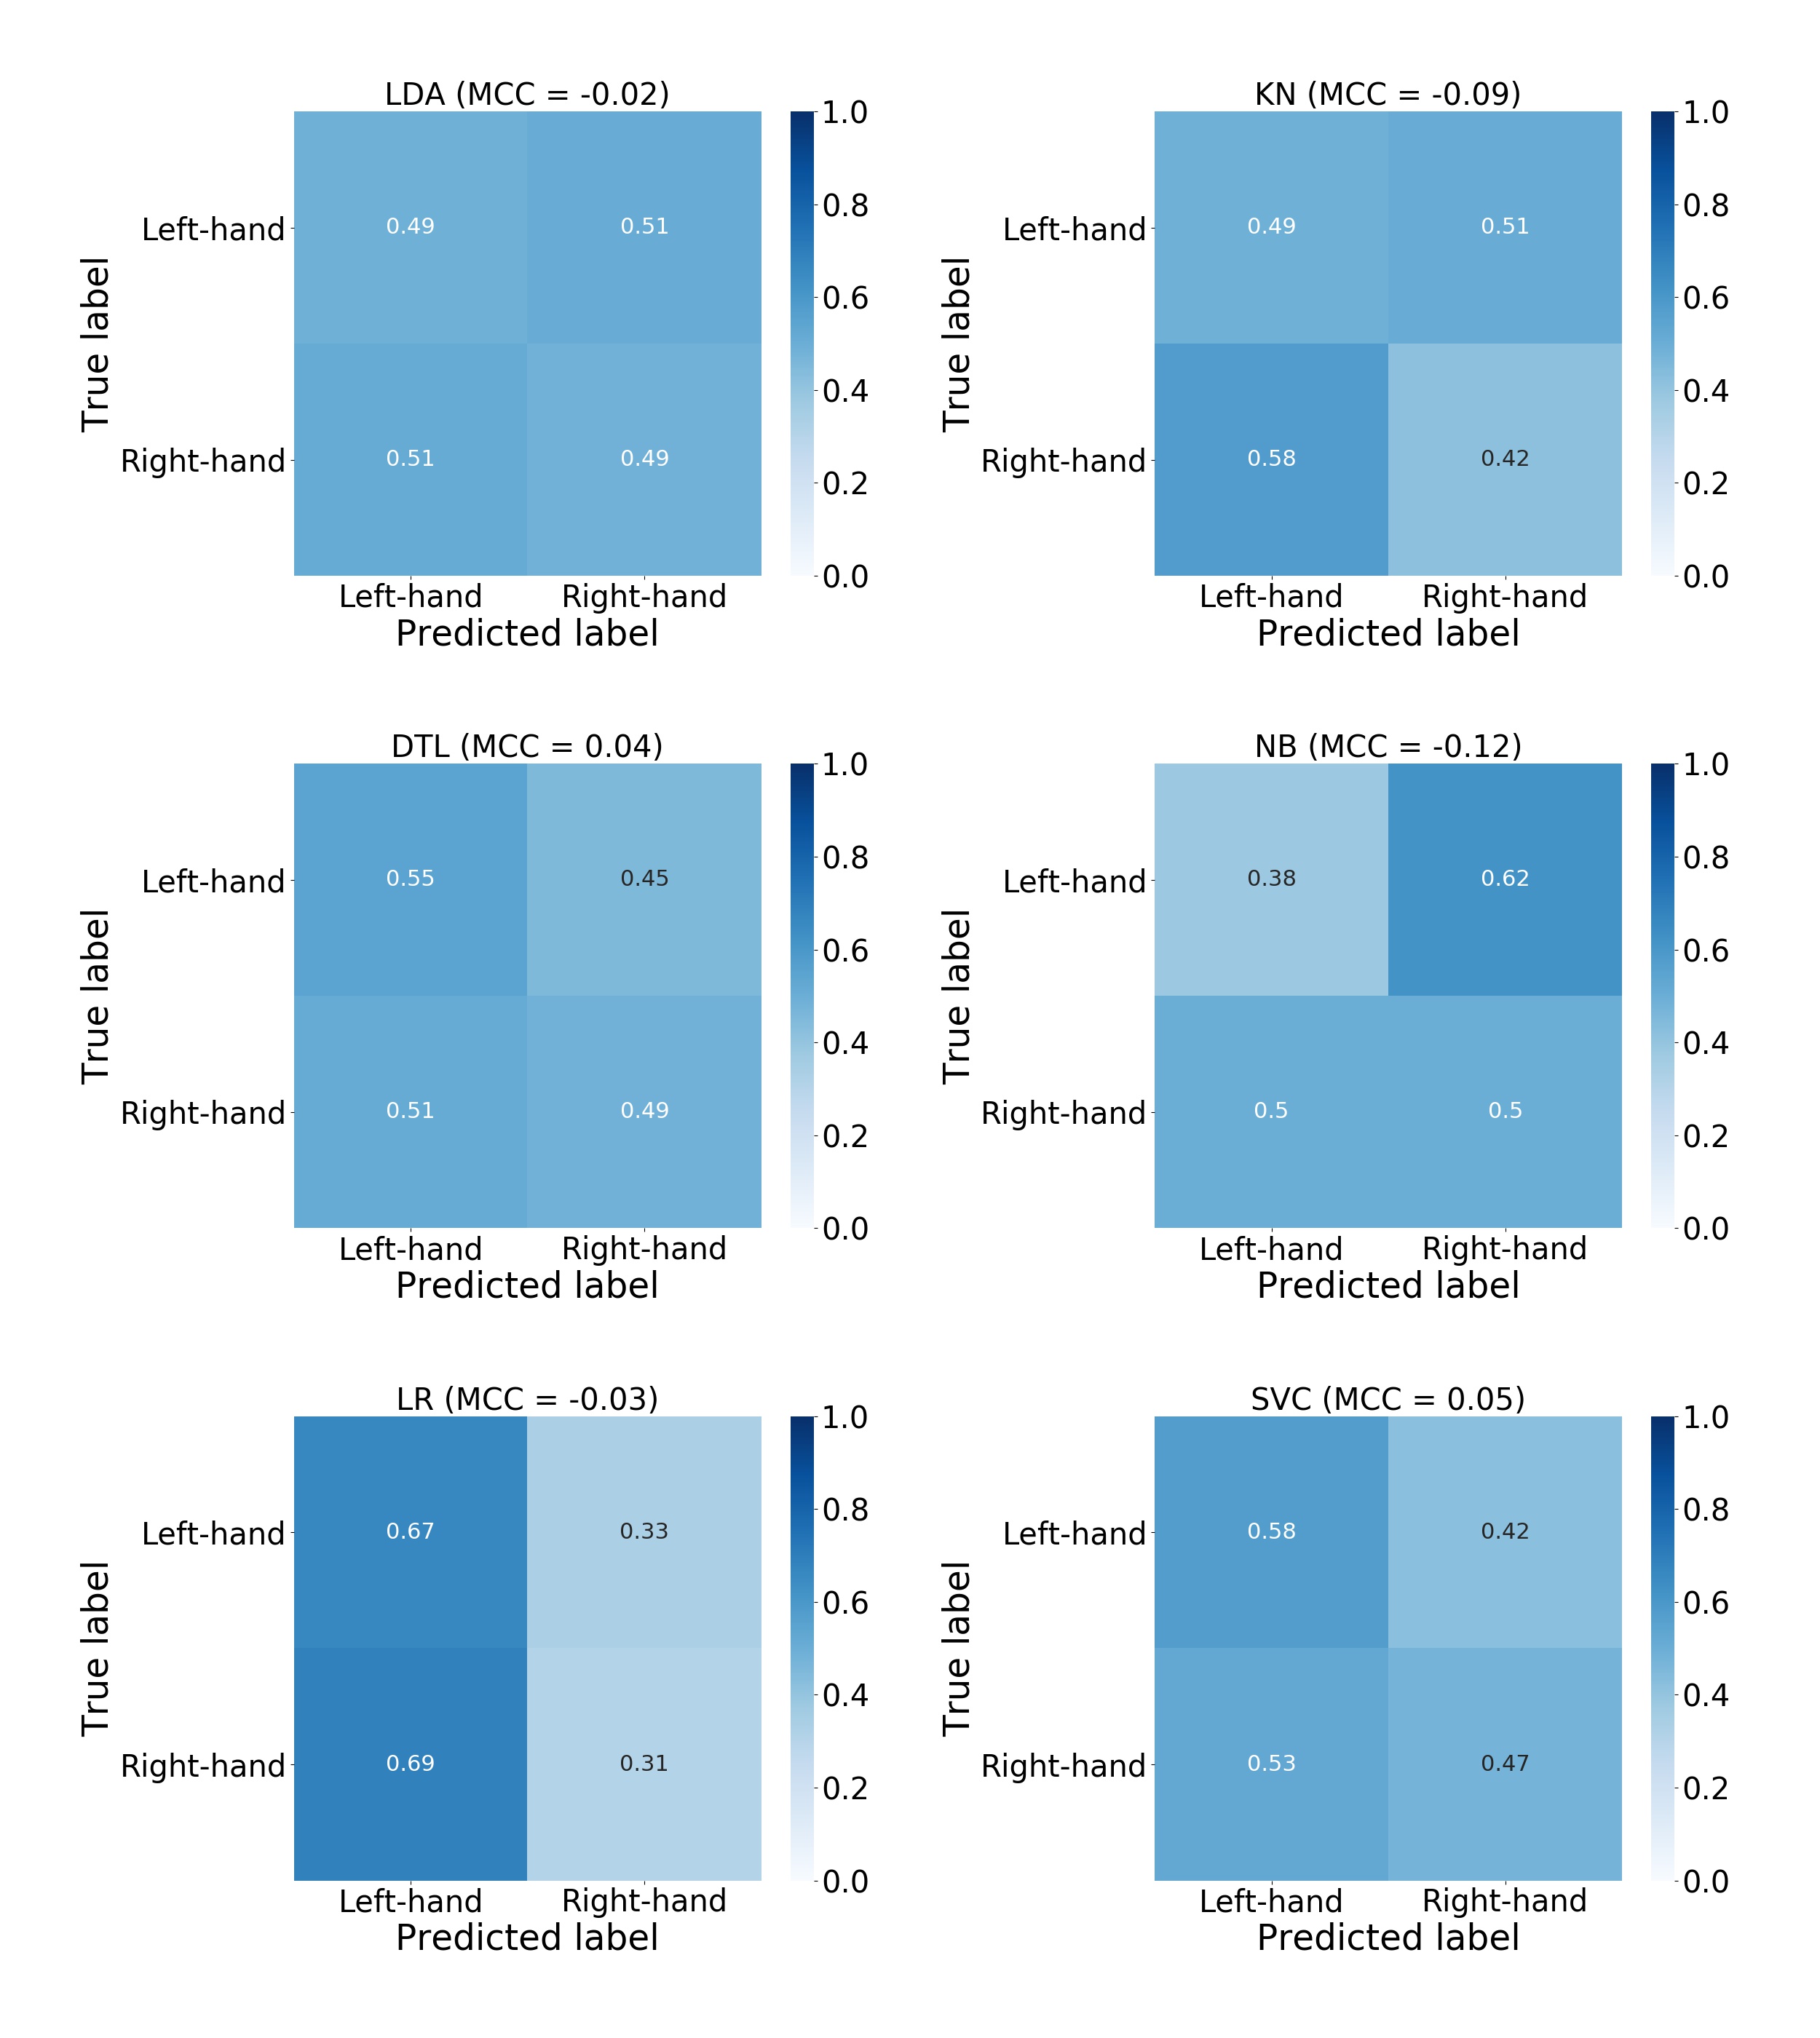 LDA (MCC = -0.02)
True label
Left-hand
0.49 0.51
Right-hand
0.51 0.49
Left-hand Right-hand
Predicted label
1.0
0.8
0.6
0.4
0.2
0.0
KN (MCC = -0.09)
True label
Left-hand
0.49 0.51
Right-hand
0.58 0.42
Left-hand Right-hand
Predicted label
1.0
0.8
0.6
0.4
0.2
0.0
DTL (MCC = 0.04)
True label
Left-hand
0.55 0.45
Right-hand
0.51 0.49
Left-hand Right-hand
Predicted label
1.0
0.8
0.6
0.4
0.2
0.0
NB (MCC = -0.12)
True label
Left-hand
0.38 0.62
Right-hand
0.5 0.5
Left-hand Right-hand
Predicted label
1.0
0.8
0.6
0.4
0.2
0.0
LR (MCC = -0.03)
True label
Left-hand
0.67 0.33
Right-hand
0.69 0.31
Left-hand Right-hand
Predicted label
1.0
0.8
0.6
0.4
0.2
0.0
SVC (MCC = 0.05)
True label
Left-hand
0.58 0.42
Right-hand
0.53 0.47
Left-hand Right-hand
Predicted label
1.0
0.8
0.6
0.4
0.2
0.0